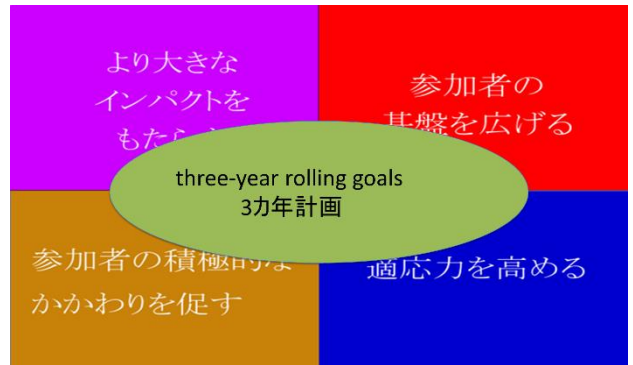 より大きな
インパクトを
もたら
参加者の
基盤を広げる
three-year rolling goals
3カ年計画
参加者の積極的な
かかわりを促す
適応力を高める